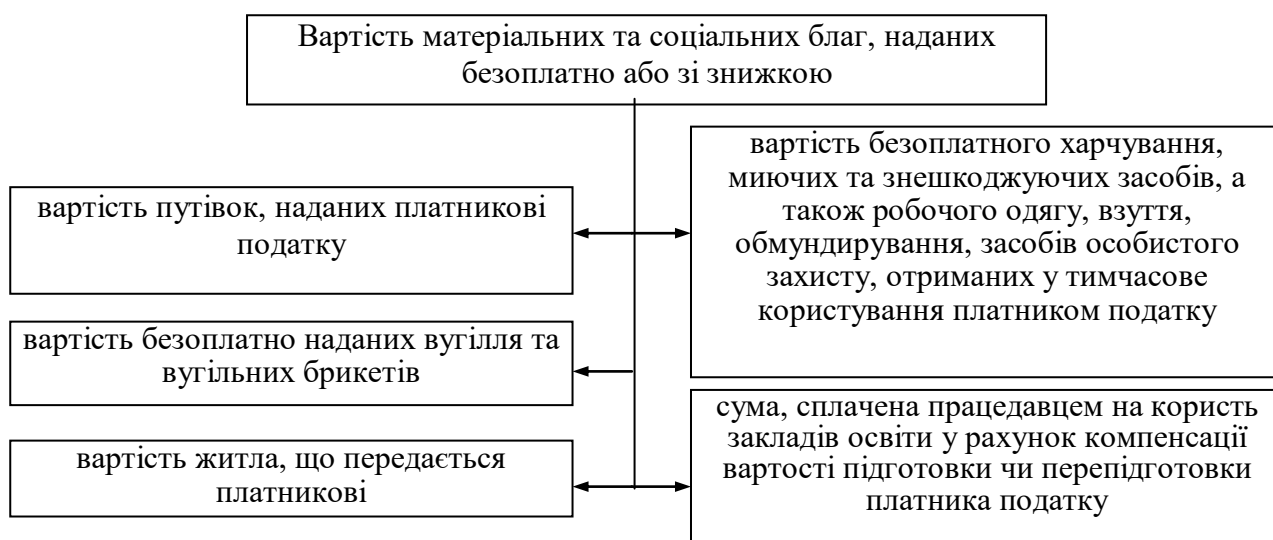 Вартість матеріальних та соціальних благ, наданих
безоплатно або зі знижкою
вартість путівок, наданих платникові
податку
вартість безоплатно наданих вугілля та
вугільних брикетів
вартість житла, що передається
платникові
вартість безоплатного харчування,
миючих та знешкоджуючих засобів, а
також робочого одягу, взуття,
обмундирування, засобів особистого
захисту, отриманих у тимчасове
користування платником податку
сума, сплачена працедавцем на користь
закладів освіти у рахунок компенсації
вартості підготовки чи перепідготовки
платника податку